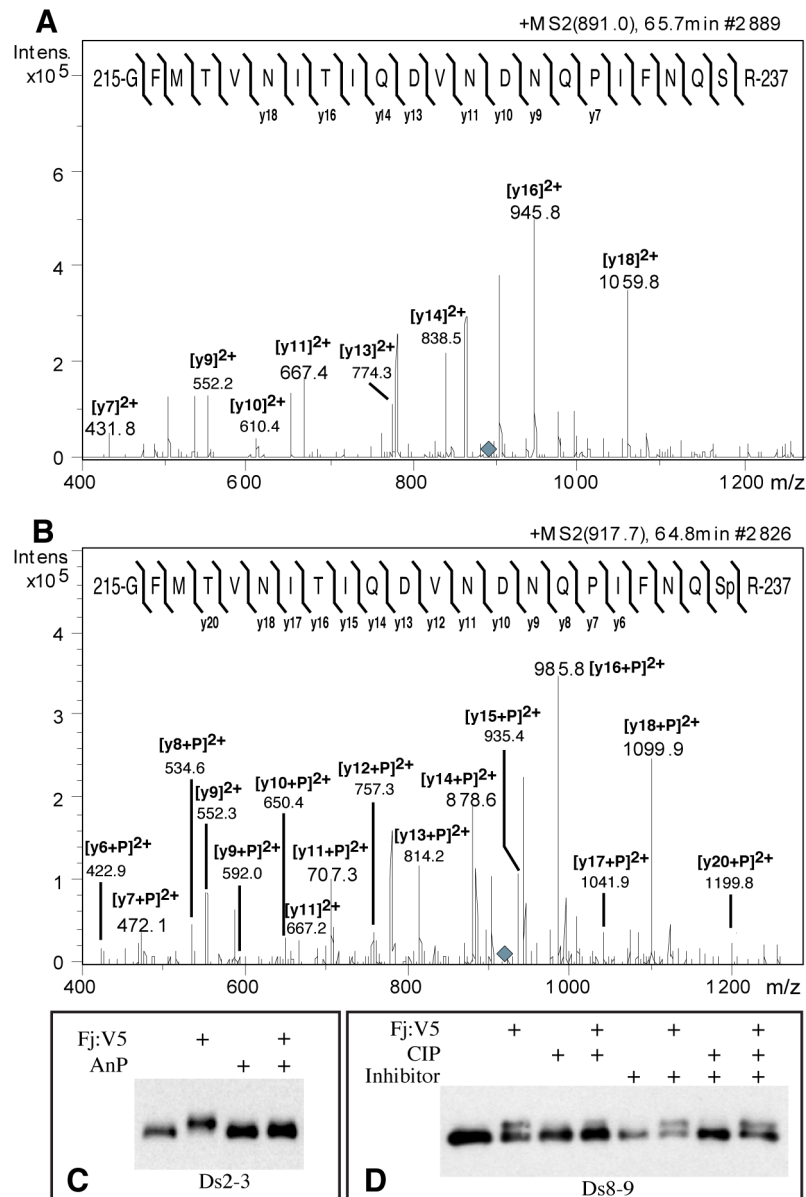 A
+MS2(891.0), 65.7min #2889
Intens.
x10 5
215-G F M T V N I T I Q D V N D N Q P I F N Q S R-237
y18 y16 y14 y13 y11 y10 y9 y7
[y16]2+
945.8
[y18]2+
1059.8
[y14]2+
838.5
[y11]2+
667.4
[y13]2+
774.3
[y9]2+
552.2
[y10]2+
610.4
[y7]2+
431.8
6
4
2
0
400 600 800 1000 1200 m/z
B
+MS2(917.7), 64.8min #2826
Intens
x10 5
215-G F M T V N I T I Q D V N D N Q P I F N Q Sp R-237
y20 y18 y17 y16 y15 y14 y13 y12 y11 y10 y9 y8 y7 y6
985.8 [y16+P]2+
[y15+P]2+
935.4
[y18+P]2+
1099.9
[y8+P]2+
534.6
[y9]2+
552.3
[y10+P]2+
650.4
[y12+P]2+
757.3
[y14+P]2+
878.6
[y13+P]2+
814.2
[y6+P]2+
422.9
[y9+P]2+
592.0
[y11+P]2+
707.3
[y17+P]2+
1041.9
[y20+P]2+
1199.8
[y7+P]2+
472.1
[y11]2+
667.2
4
3
2
1
0
400 600 800 1000 1200 m/z
Fj:V5 + +
AnP + +
C
Ds2-3
Fj:V5 + + + +
CIP + + + +
Inhibitor + + + +
D
Ds8-9